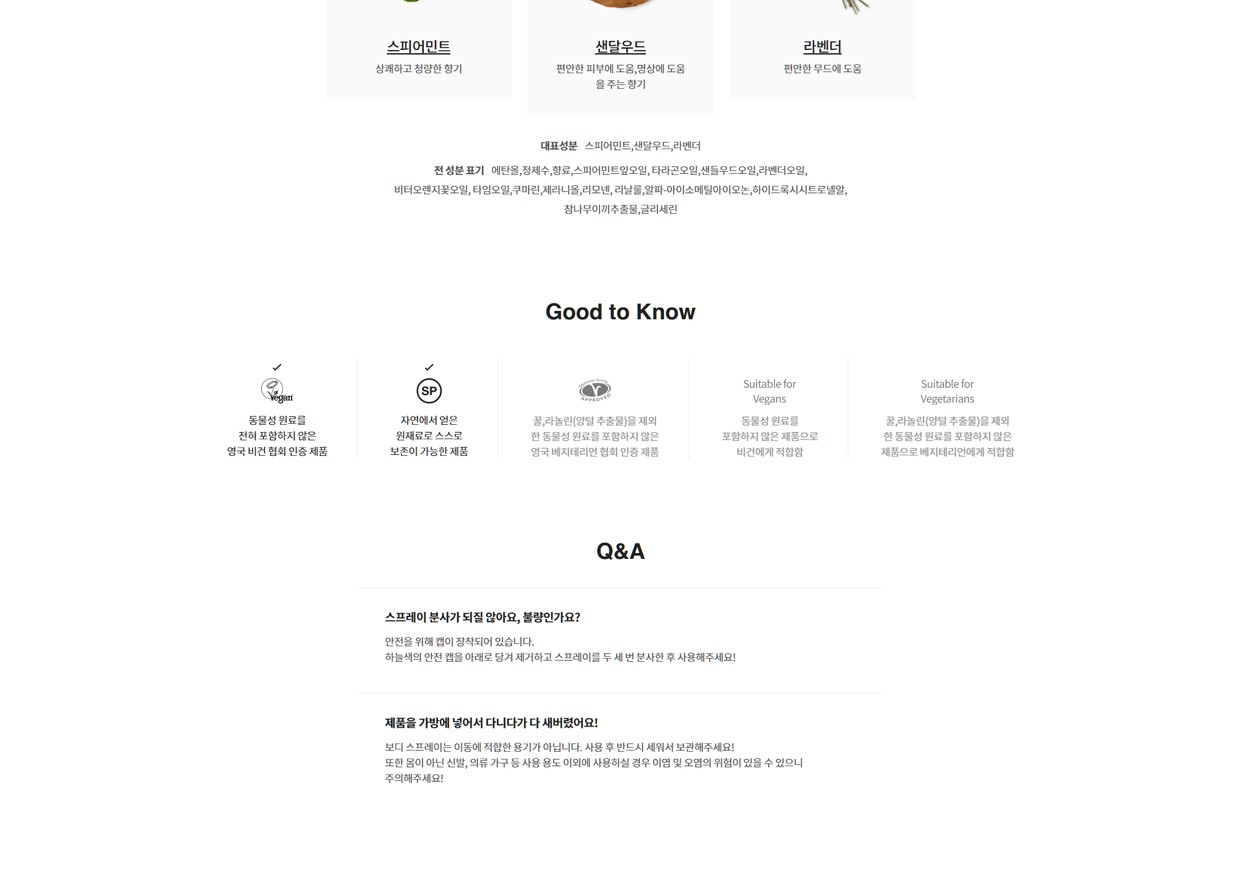 스피어민트
상쾌하고 청량한 향기
샌달우드
편안한 피부에 도움,명상에 도움
을 주는 향기
라벤더
편안한 무드에 도움
대표성분 스피어민트,샌달우드,라벤더
전 성분 표기 에탄올,정제수,향료,스피어민트잎오일, 타라곤오일,샌들우드오일,라벤더오일,
비터오렌지꽃오일, 타임오일,쿠마린,제라니올,리모넨, 리날룰,알파-아이소메틸아이오논,하이드록시시트로넬알,
참나무이끼추출물,글리세린
Good to Know
Vegan
동물성 원료를
전혀 포함하지 않은
영국 비건 협회 인증 제품
SP
자연에서 얻은
원재료로 스스로
보존이 가능한 제품
APPROVED
꿀,라놀린(양털 추출물)을 제외
한 동물성 원료를 포함하지 않은
영국 베지테리언 협회 인증 제품
Suitable for
Vegans
동물성 원료를
포함하지 않은 제품으로
비건에게 적합함
Suitable for
Vegetarians
꿀,라놀린(양털 추출물)을 제외
한 동물성 원료를 포함하지 않은
제품으로 베지테리언에게 적합함
Q&A
스프레이 분사가 되질 않아요, 불량인가요?
안전을 위해 캡이 장착되어 있습니다.
하늘색의 안전 캡을 아래로 당겨 제거하고 스프레이를 두 세 번 분사한 후 사용해주세요!
제품을 가방에 넣어서 다니다가 다 새버렸어요!
보디 스프레이는 이동에 적합한 용기가 아닙니다. 사용 후 반드시 세워서 보관해주세요!
또한 몸이 아닌 신발, 의류 가구 등 사용 용도 이외에 사용하실 경우 이염 및 오염의 위험이 있을 수 있으니
주의해주세요!